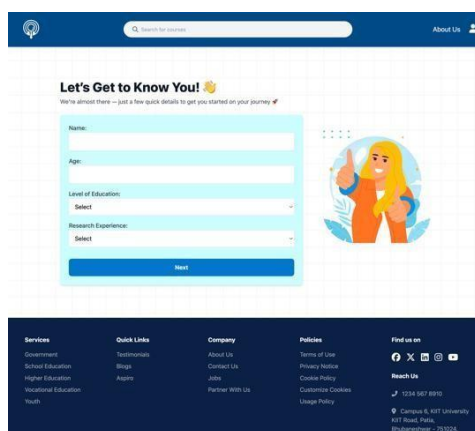 Search for courses
About Us
Let's Get to Know You! 👋
We're almost there — just a few quick details to get you started on your journey 🚀
Name:
Age:
Level of Education:
Select
Research Experience:
Select
Next
Services
Government
School Education
Higher Education
Vocational Education
Youth
Quick Links
Testimonials
Blogs
Aspire
Company
About Us
Contact Us
Jobs
Partner With Us
Policies
Terms of Use
Privacy Notice
Cookie Policy
Customize Cookies
Usage Policy
Find us on
Reach Us
1234 567 8910
Campus 6, KIIT University
KIIT Road, Patia,
Bhubaneshwar - 751024,